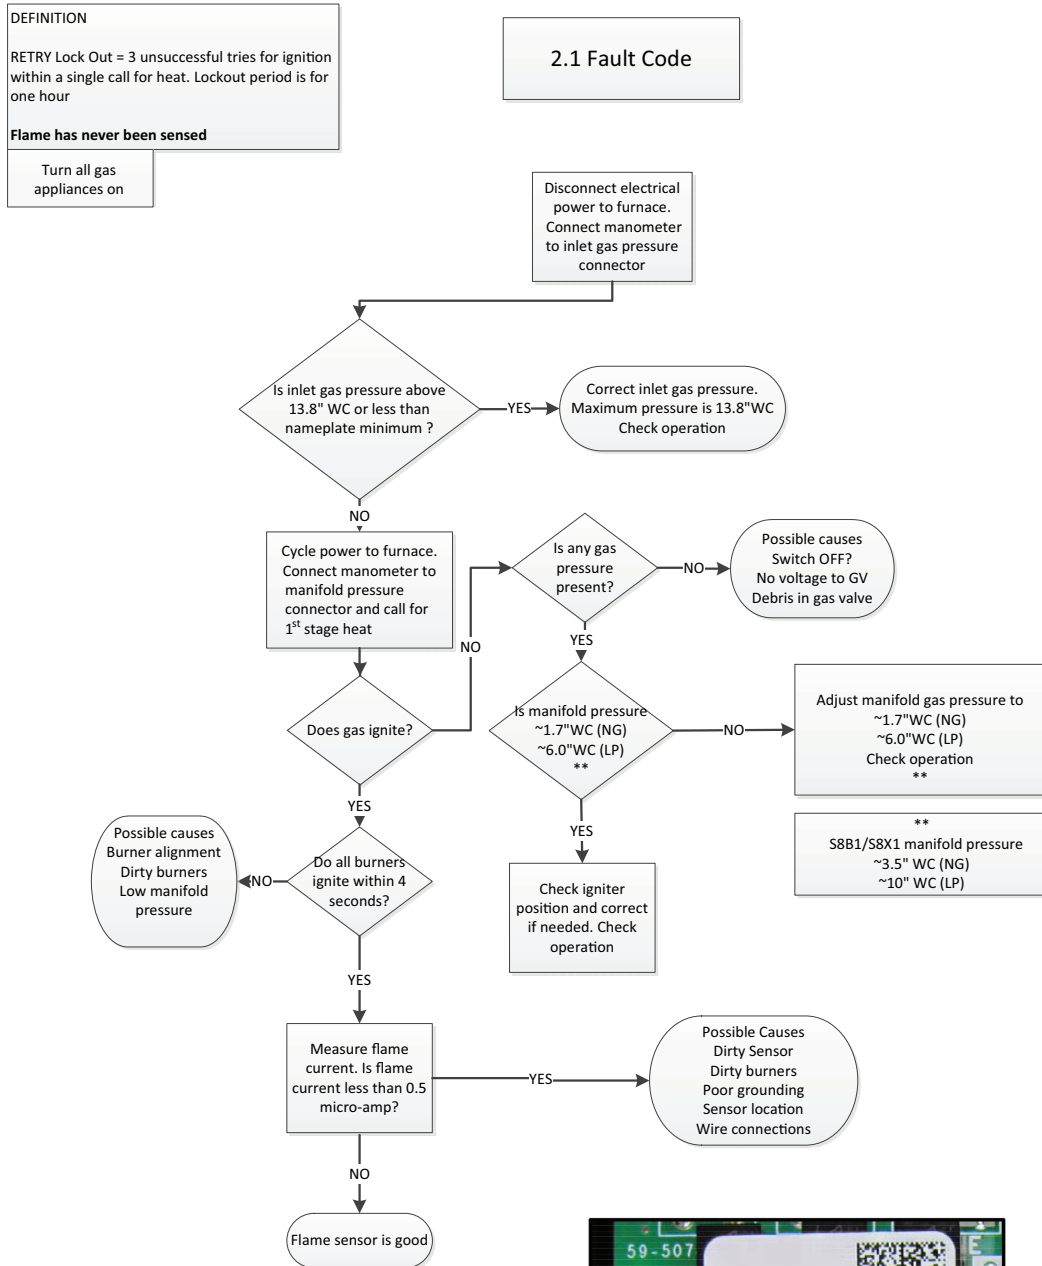 DEFINITION
RETRY Lock Out = 3 unsuccessful tries for ignition
within a single call for heat. Lockout period is for
one hour
Flame has never been sensed
Turn all gas
appliances on
2.1 Fault Code
Disconnect electrical
power to furnace.
Connect manometer
to inlet gas pressure
connector
Is inlet gas pressure above
13.8" WC or less than
nameplate minimum ?
YES
Correct inlet gas pressure.
Maximum pressure is 13.8"WC
Check operation
NO
Cycle power to furnace.
Connect manometer to
manifold pressure
connector and call for
1st stage heat
NO
Is any gas
pressure
present?
NO
Possible causes
Switch OFF?
No voltage to GV
Debris in gas valve
YES
Does gas ignite?
Is manifold pressure
~1.7"WC (NG)
~6.0"WC (LP)
**
NO
Adjust manifold gas pressure to
~1.7"WC (NG)
~6.0"WC (LP)
Check operation
**
**
S8B1/S8X1 manifold pressure
~3.5" WC (NG)
~10" WC (LP)
YES
YES
Possible causes
Burner alignment
Dirty burners
Low manifold
pressure
NO
Do all burners
ignite within 4
seconds?
Check igniter
position and correct
if needed. Check
operation
YES
Measure flame
current. Is flame
current less than 0.5
micro-amp?
YES
Possible Causes
Dirty Sensor
Dirty burners
Poor grounding
Sensor location
Wire connections
NO
Flame sensor is good
59-507